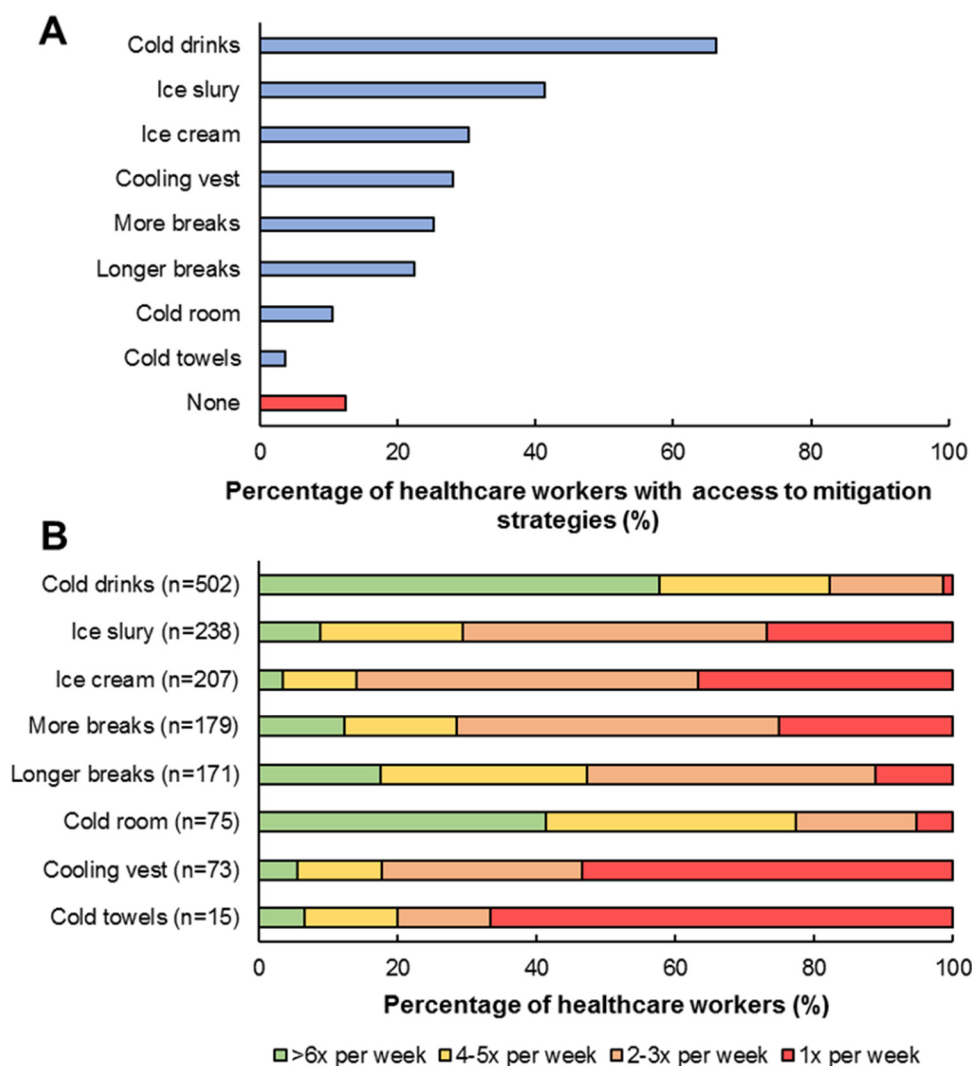 A
Cold drinks
Ice slury
Ice cream
Cooling vest
More breaks
Longer breaks
Cold room
Cold towels
None
0 20 40 60 80 100
Percentage of healthcare workers with access to mitigation
strategies (%)
B
Cold drinks (n=502)
Ice slury (n=238)
Ice cream (n=207)
More breaks (n=179)
Longer breaks (n=171)
Cold room (n=75)
Cooling vest (n=73)
Cold towels (n=15)
0 20 40 60 80 100
Percentage of healthcare workers (%)
>6x per week 4-5x per week 2-3x per week 1x per week